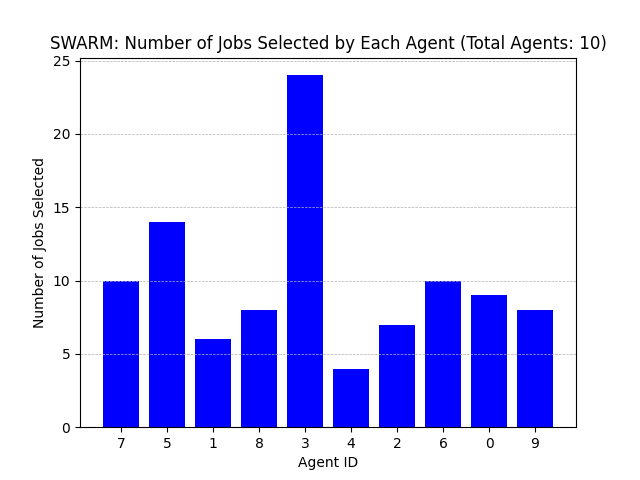 SWARM: Number of Jobs Selected by Each Agent (Total Agents: 10)
25
20
15
10
5
0
Number of Jobs Selected
7 5 1 8 3 4 2 6 0 9
Agent ID